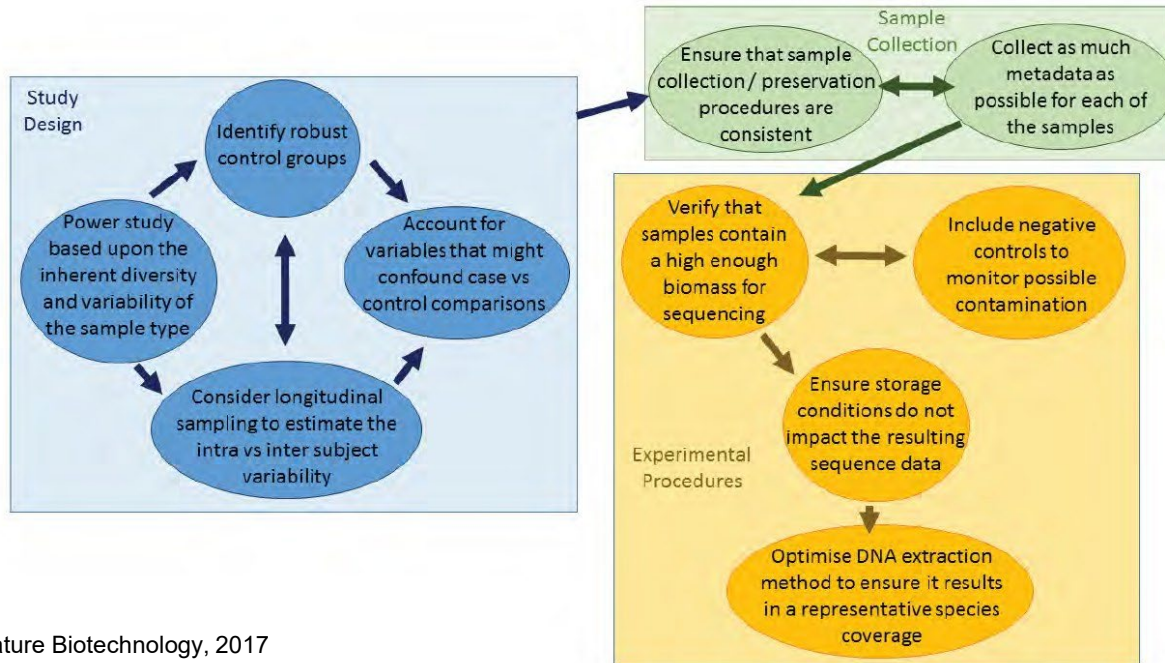 Study
Design
Identify robust
control groups
Power study
based upon the
inherent diversity
and variability of
the sample type
Account for
variables that might
confound case vs
control comparisons
Consider longitudinal
sampling to estimate the
intra vs inter subject
variability
Sample
Collection
Ensure that sample
collection / preservation
procedures are
consistent
Collect as much
metadata as
possible for each of
the samples
Verify that
samples contain
a high enough
biomass for
sequencing
Include negative
controls to
monitor possible
contamination
Ensure storage
conditions do not
impact the resulting
sequence data
Experimental
Procedures
Optimise DNA extraction
method to ensure it results
in a representative species
coverage
ature Biotechnology, 2017